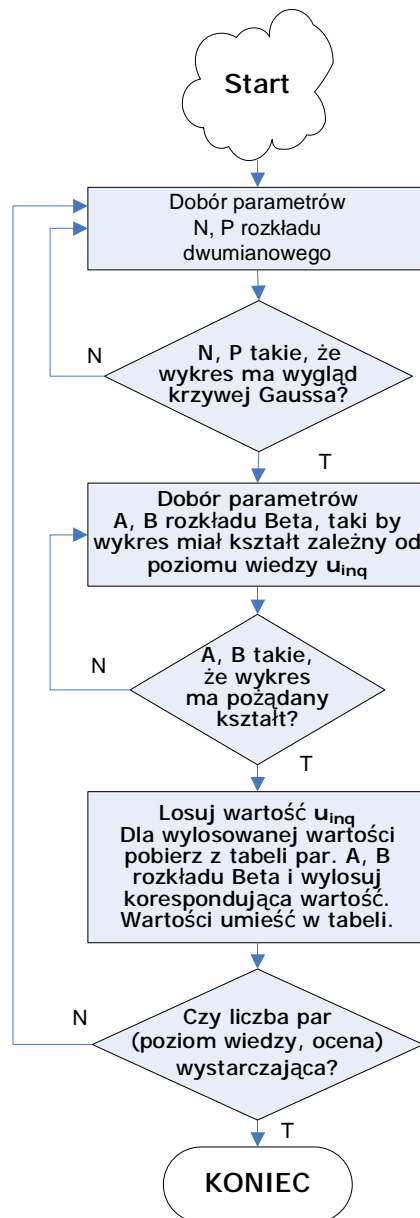 Start
Dobór parametrów
N, P rozkładu
dwumianowego
N
N, P takie, że
wykres ma wygląd
krzywej Gaussa?
T
Dobór parametrów
A, B rozkładu Beta, taki by
wykres miał kształt zależny od
poziomu wiedzy uinq
N
A, B takie,
że wykres
ma pożądany
kształt?
T
Losuj wartość uinq
Dla wylosowanej wartości
pobierz z tabeli par. A, B
rozkładu Beta i wylosuj
korespondująca wartość.
Wartości umieść w tabeli.
N
Czy liczba par
(poziom wiedzy, ocena)
wystarczająca?
T
KONIEC